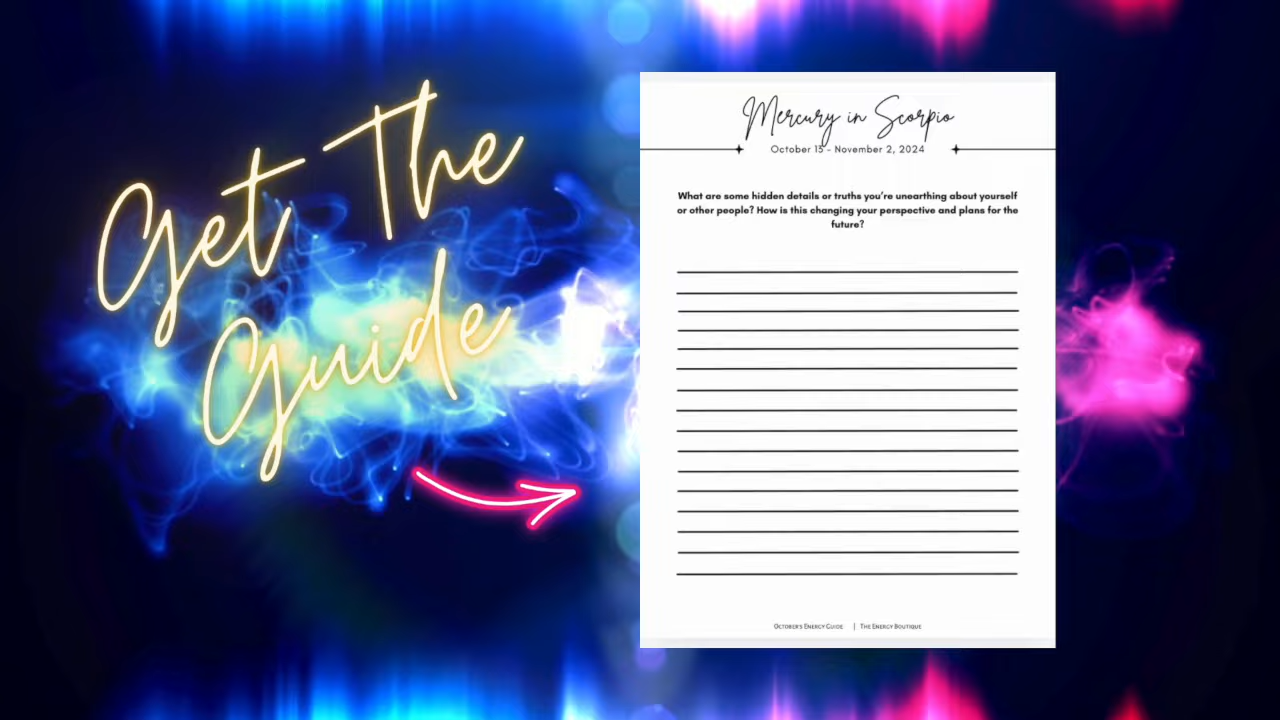 Get The
Guide
Mercury in Scorpio
October 15 - November 2, 2024
What are some hidden details or truths you're unearthing about yourself
or other people? How is this changing your perspective and plans for the
future?
October's Energy Guide | The Energy Boutique